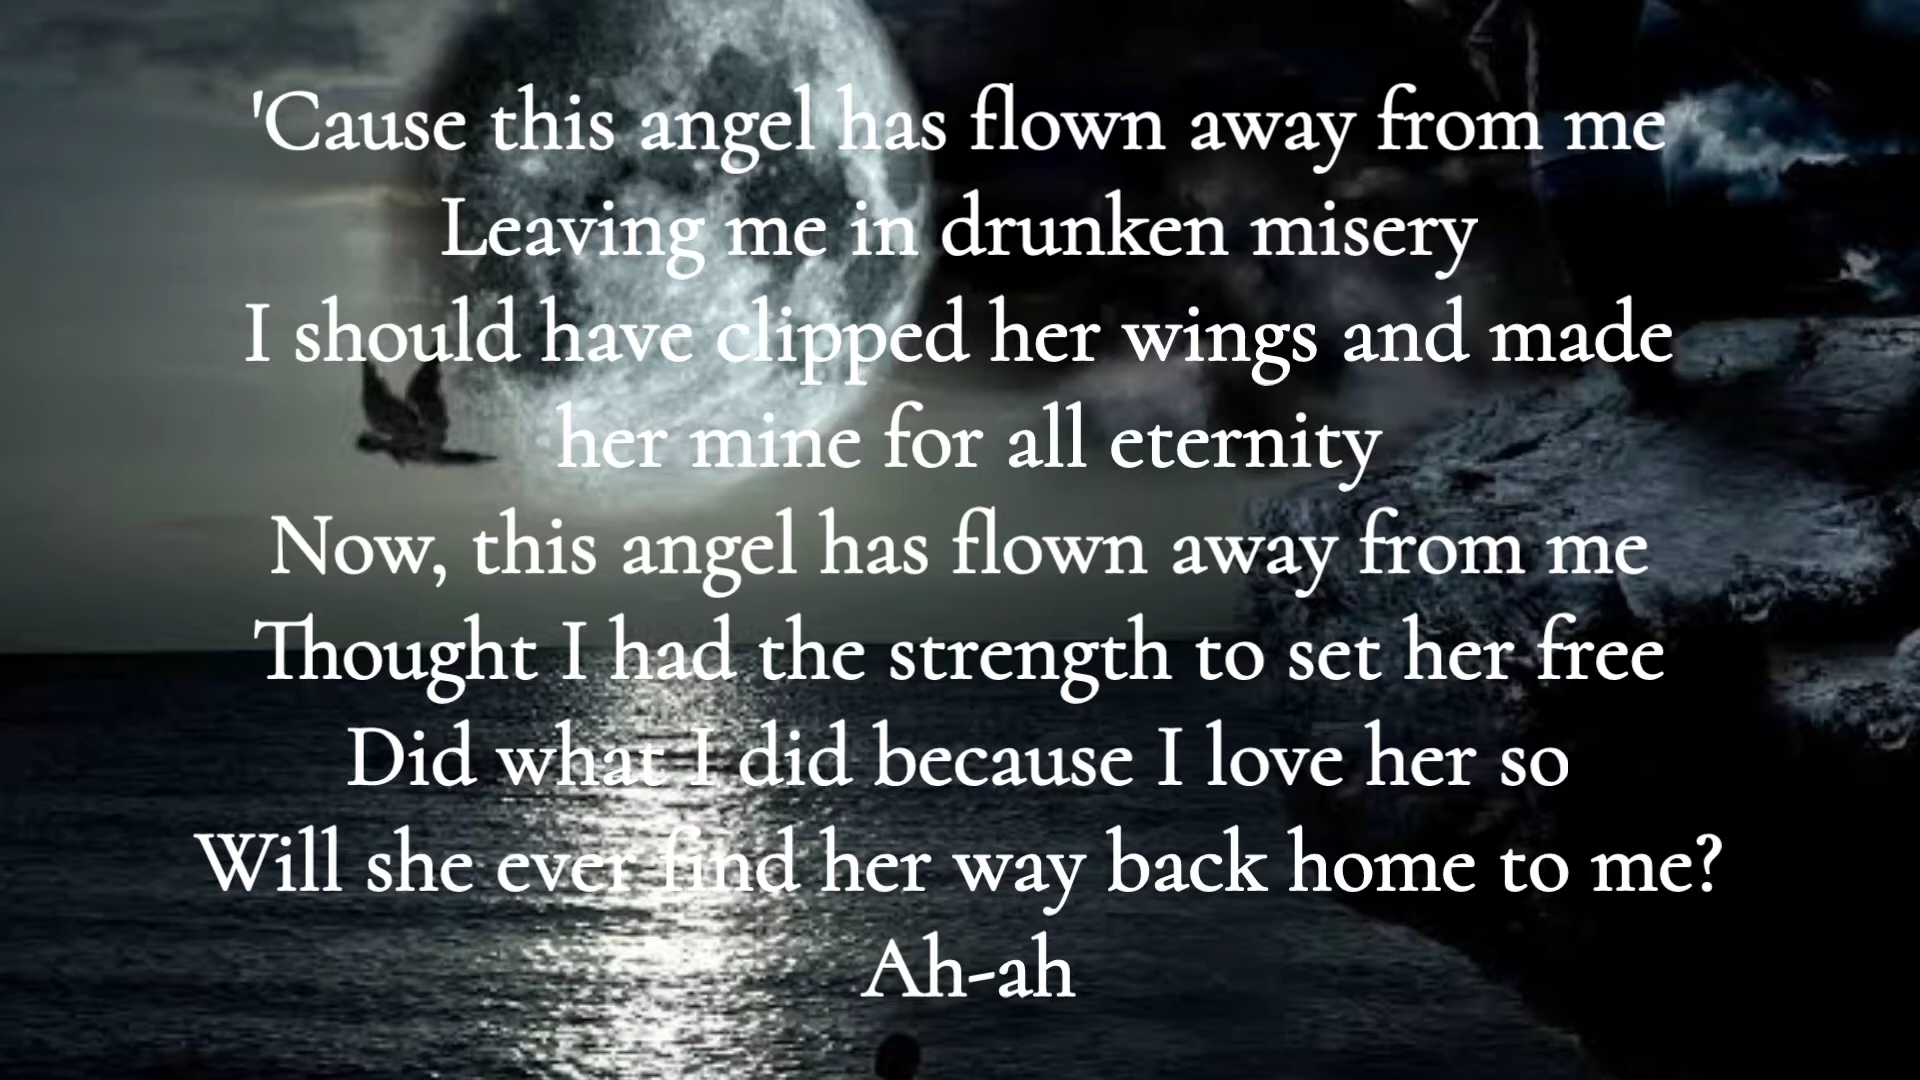 'Cause this angel has flown away from me
Leaving me in drunken misery
I should have clipped her wings and made
her mine for all eternity
Now, this angel has flown away from me
Thought I had the strength to set her free
Did what I did because I love her so
Will she ever find her way back home to me?
Ah-ah